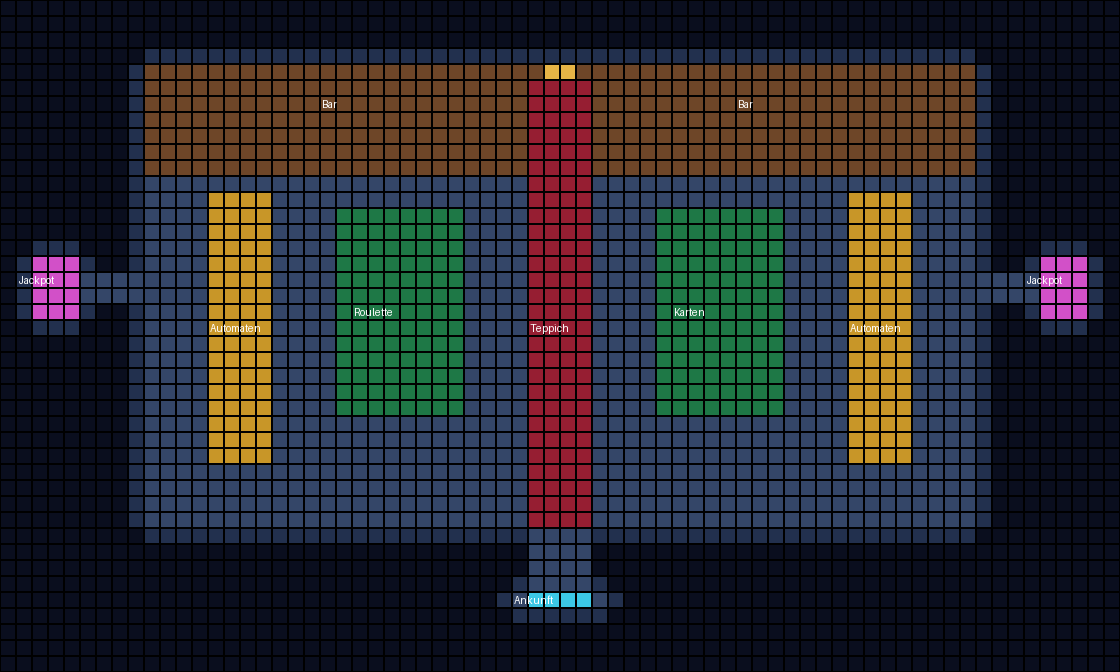 Bar
Bar
Jackpot
Jackpot
Roulette
Karten
Automaten
Teppich
Automaten
Ankunft